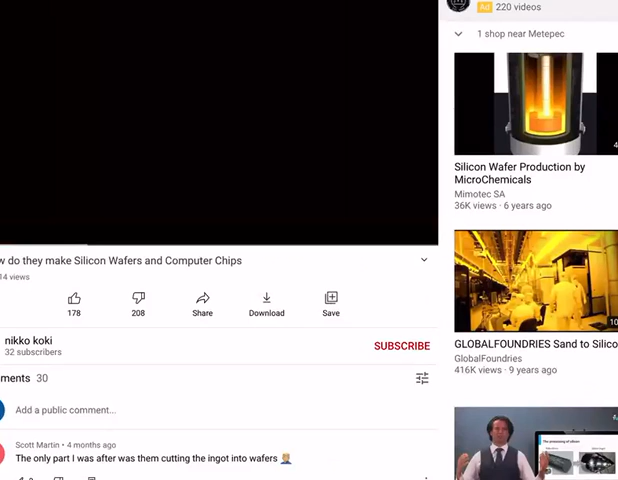 Ad 220 videos
1 shop near Metepec
Silicon Wafer Production by
MicroChemicals
Mimotec SA
36K views · 6 years ago
w do they make Silicon Wafers and Computer Chips
14 views
178
208
Share
Download
Save
nikko koki
32 subscribers
SUBSCRIBE
ments 30
Add a public comment...
Scott Martin • 4 months ago
The only part I was after was them cutting the ingot into wafers 🤦🏼
10
GLOBALFOUNDRIES Sand to Silico
GlobalFoundries
416K views · 9 years ago